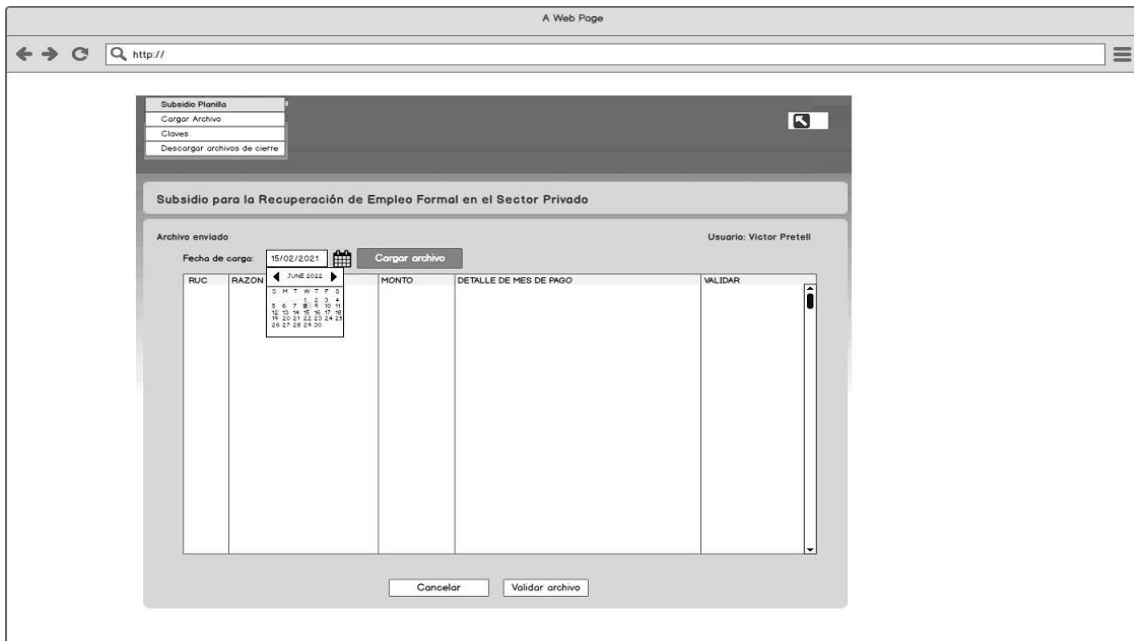 A Web Page
http://
Subsidio Planilla
Cargar Archivo
Claves
Descargar archivos de cierre
Subsidio para la Recuperación de Empleo Formal en el Sector Privado
Archivo enviado
Usuario: Victor Pretell
Fecha de carga: 15/02/2021 Cargar archivo
JUNE 2022
RUC RAZON MONTO DETALLE DE MES DE PAGO VALIDAR
S M T W T F S
1 2 3 4
5 6 7 8 9 10 11
12 13 14 15 16 17 18
19 20 21 22 23 24 25
26 27 28 29 30
Cancelar Validar archivo